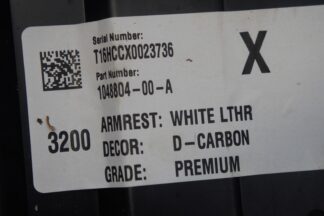 Serial Number:
T16HCCX0023736
X
Part Number:
1048804-00-A
3200
ARMREST: WHITE LTHR
DECOR: D-CARBON
GRADE: PREMIUM